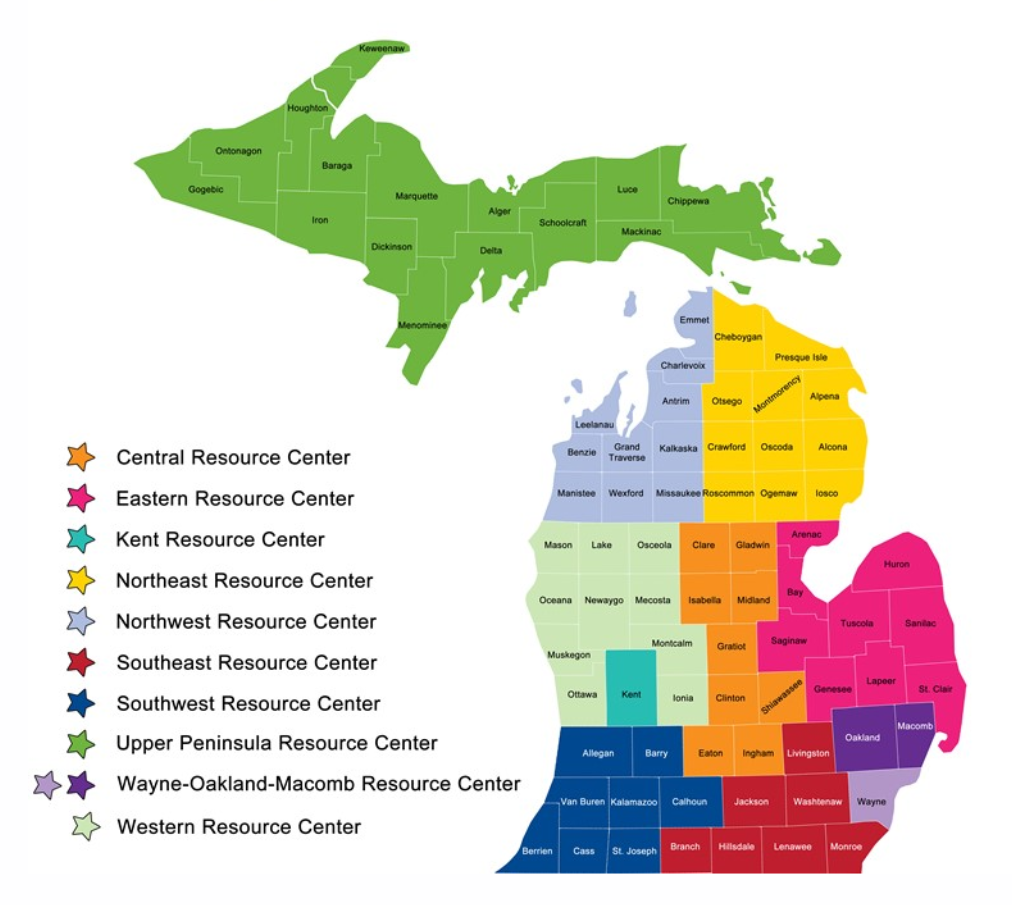 Keweenaw
Houghton
Ontonagon
Baraga
Gogebic
Marquette
Luce
Chippewa
Alger
Iron
Schoolcraft
Mackinac
Dickinson
Delta
Menominee
Emmet
Cheboygan
Presque Isle
Charlevoix
Antrim
Otsego
Montmorency
Alpena
Leelanau
Benzie
Grand
Traverse
Kalkaska
Crawford
Oscoda
Alcona
Manistee
Wexford
Missaukee
Roscommon
Ogemaw
Iosco
Central Resource Center
Eastern Resource Center
Kent Resource Center
Northeast Resource Center
Northwest Resource Center
Southeast Resource Center
Southwest Resource Center
Upper Peninsula Resource Center
Wayne-Oakland-Macomb Resource Center
Western Resource Center
Mason
Lake
Osceola
Clare
Gladwin
Arenac
Huron
Oceana
Newaygo
Mecosta
Isabella
Midland
Bay
Tuscola
Sanilac
Muskegon
Montcalm
Gratiot
Saginaw
Ottawa
Kent
Ionia
Clinton
Shiawassee
Genesee
Lapeer
St. Clair
Allegan
Barry
Eaton
Ingham
Livingston
Oakland
Macomb
Van Buren
Kalamazoo
Calhoun
Jackson
Washtenaw
Wayne
Berrien
Cass
St. Joseph
Branch
Hillsdale
Lenawee
Monroe